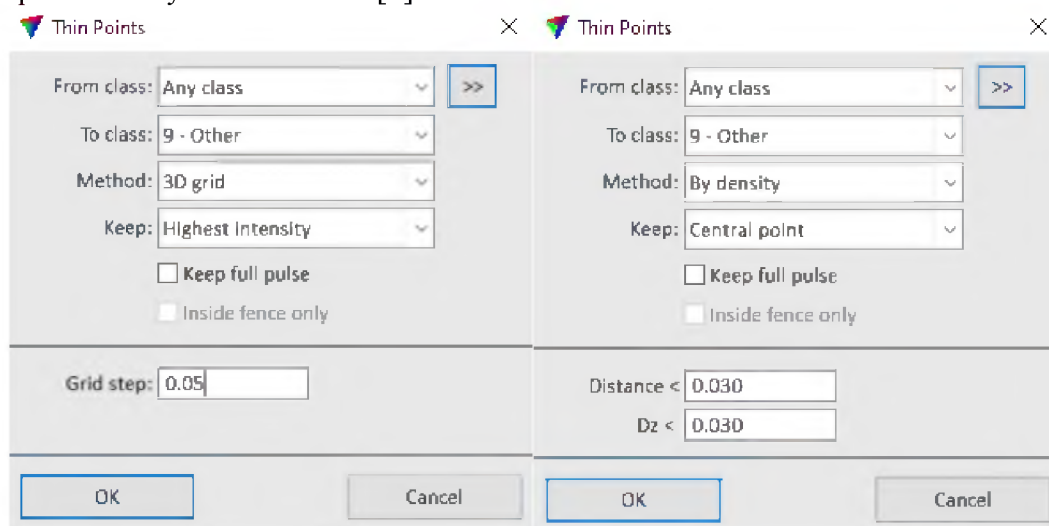 Thin Points
From class: Any class >>
To class: 9 - Other
Method: 3D grid
Keep: Highest intensity
Keep full pulse
Inside fence only
Grid step: 0.05
OK Cancel
Thin Points
From class: Any class >>
To class: 9 - Other
Method: By density
Keep: Central point
Keep full pulse
Inside fence only
Distance < 0.030
Dz < 0.030
OK Cancel